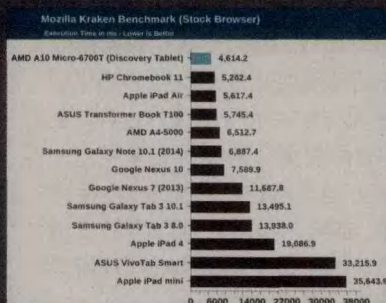 Mozilla Kraken Benchmark (Stock Browser)
Execution Time in ms - Lower Is Better
AMD A10 Micro-6700T (Discovery Tablet) 4,614.2
HP Chromebook 11 5,202.4
Apple iPad Air 5,617.4
ASUS Transformer Book T100 5,745.4
AMD A4-5000 6,512.7
Samsung Galaxy Note 10.1 (2014) 6,887.4
Google Nexus 10 7,589.9
Google Nexus 7 (2013) 11,687.8
Samsung Galaxy Tab 3 10.1 13,495.1
Samsung Galaxy Tab 3 8.0 13,938.0
Apple iPad 4 19,086.9
ASUS VivoTab Smart 33,215.9
Apple iPad mini 35,643.9
0 6000 14000 22000 30000 38000